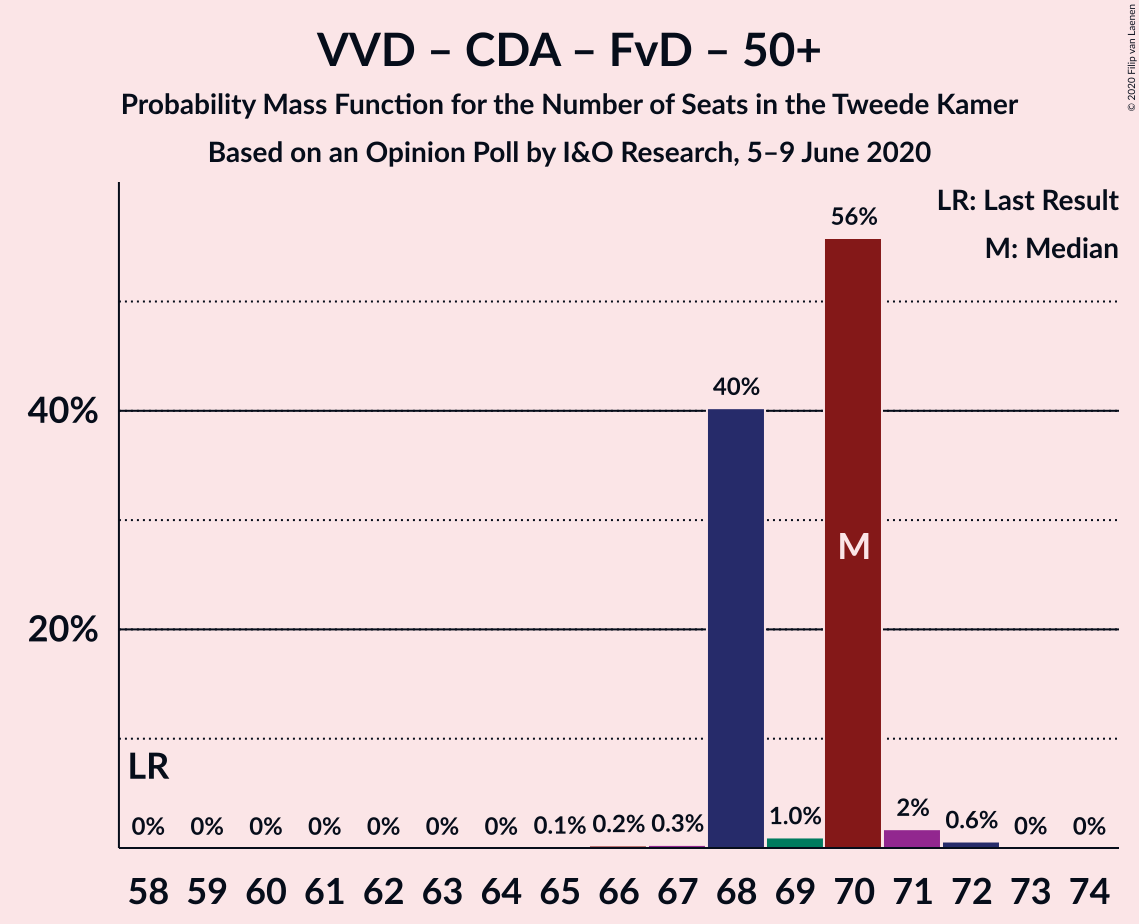 VVD – CDA – FvD – 50+
Probability Mass Function for the Number of Seats in the Tweede Kamer
Based on an Opinion Poll by I&O Research, 5–9 June 2020
© 2020 Filip van Laenen
LR: Last Result
M: Median
56%
40%
40%
M
20%
LR
0% 0% 0% 0% 0% 0% 0% 0.1% 0.2% 0.3% 1.0% 2% 0.6% 0% 0%
58 59 60 61 62 63 64 65 66 67 68 69 70 71 72 73 74